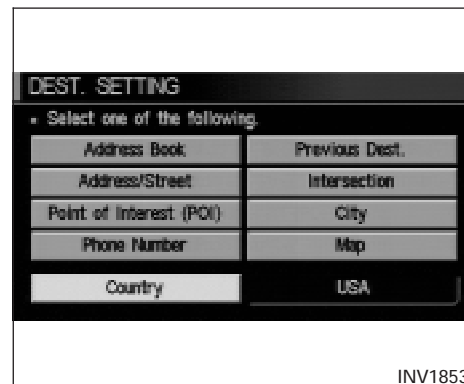 DEST. SETTING
▪ Select one of the following.
Address Book Previous Dest.
Address/Street Intersection
Point of Interest (POI) City
Phone Number Map
Country USA
INV1853